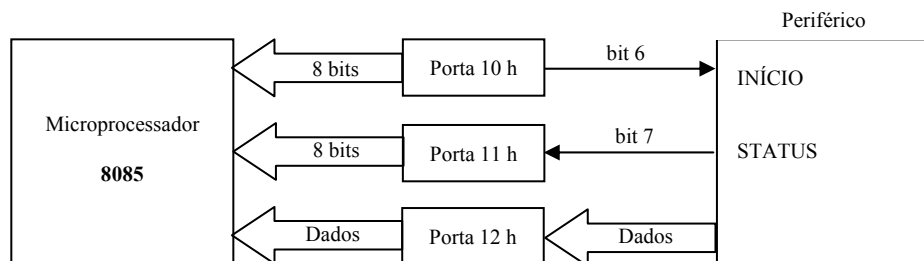 Periférico
8 bits
Porta 10 h
bit 6
INÍCIO
Microprocessador
8085
8 bits
Porta 11 h
bit 7
STATUS
Dados
Porta 12 h
Dados